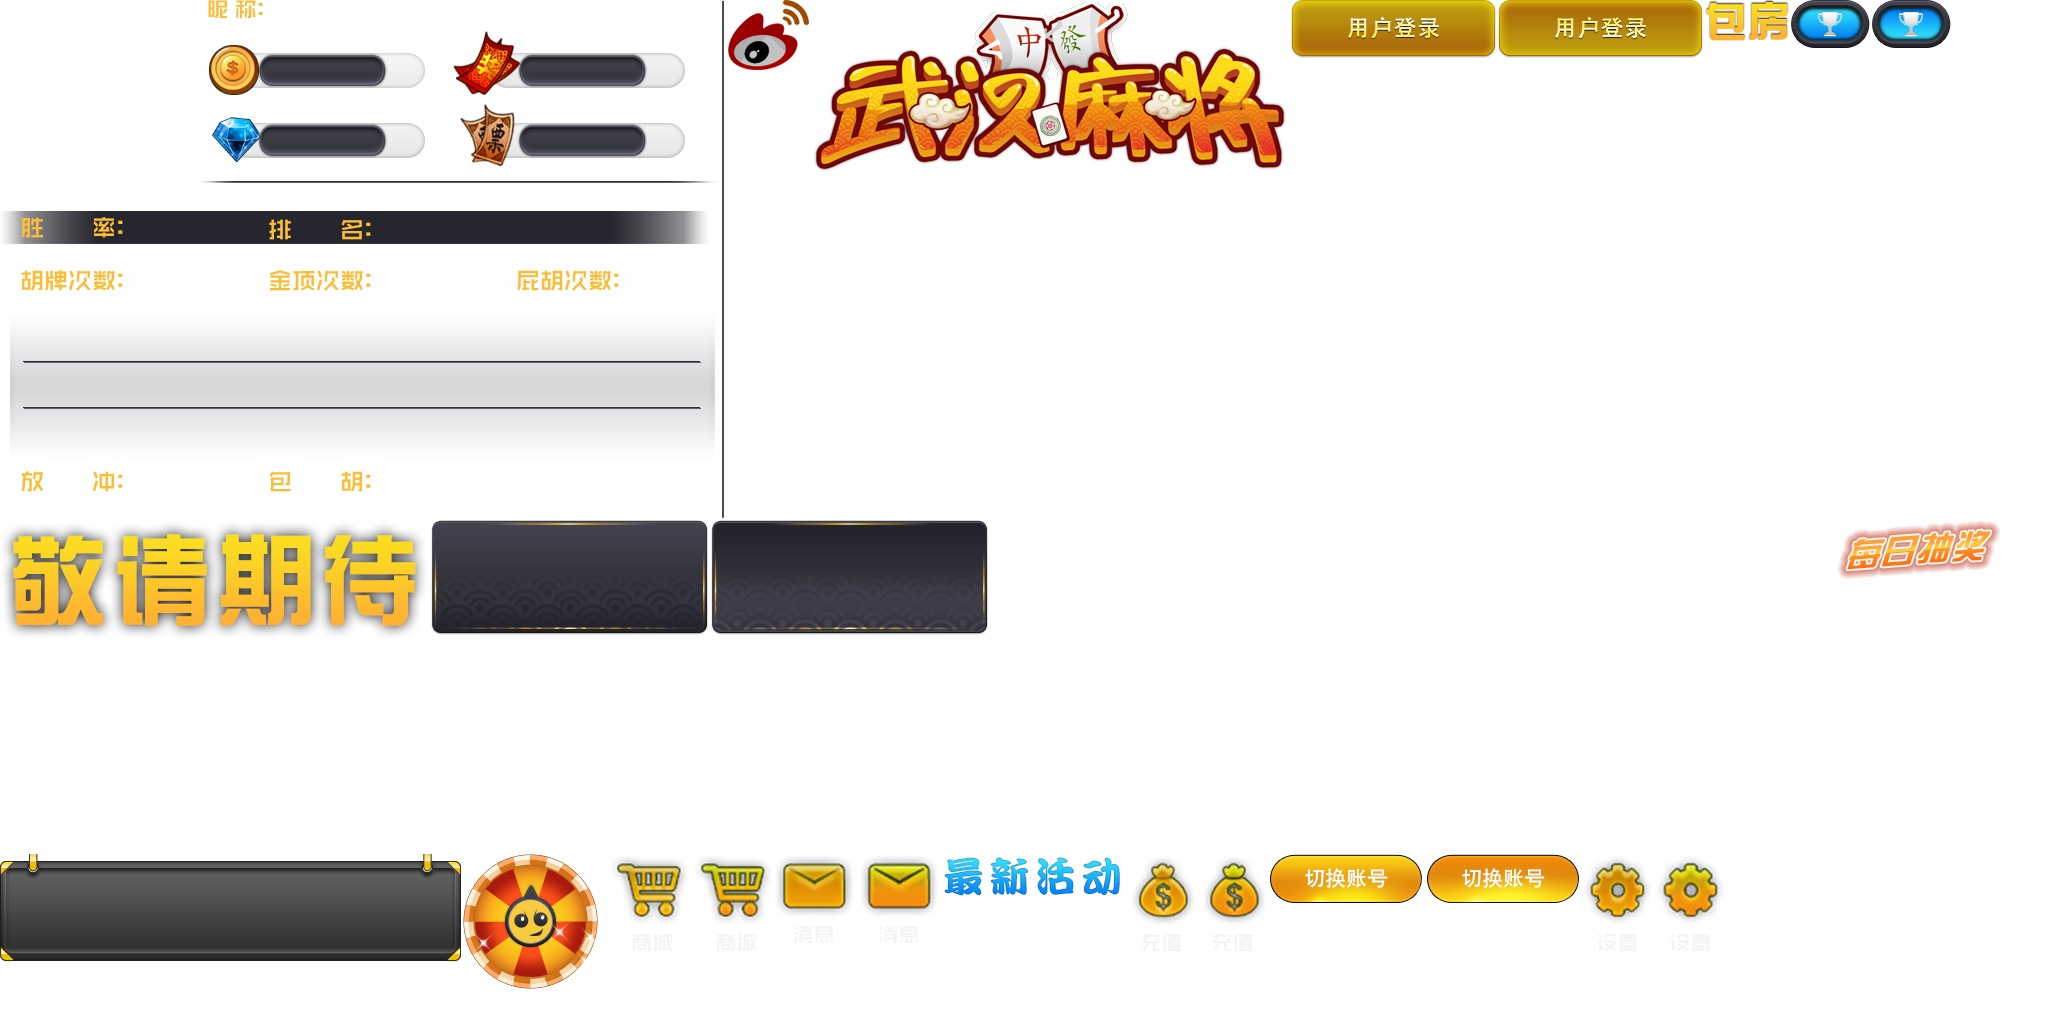 昵 称:
中 發
武汉麻将
用户登录
用户登录
包房
票
胜 率:
排 名:
胡牌次数:
金顶次数:
屁胡次数:
放 冲:
包 胡:
敬请期待
每日抽奖
商城
商城
消息
消息
最新活动
充值
充值
切换账号
切换账号
设置
设置